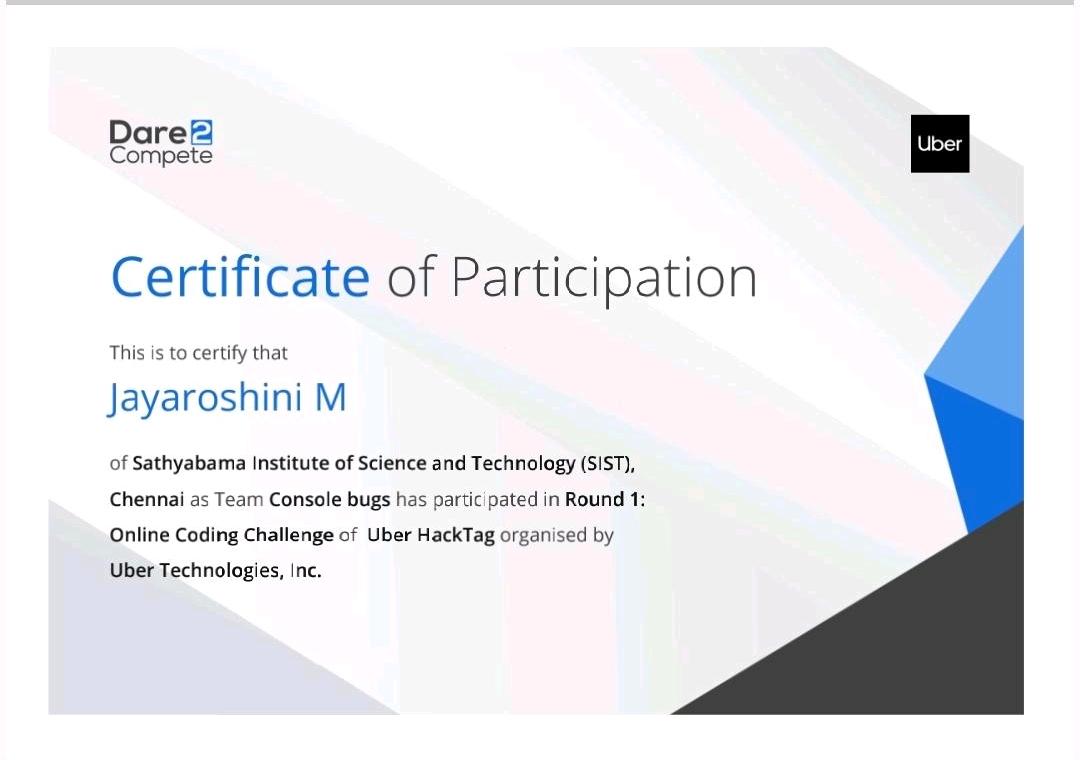 Dare2
Compete
Uber
Certificate of Participation
This is to certify that
Jayaroshini M
of Sathyabama Institute of Science and Technology (SIST),
Chennai as Team Console bugs has participated in Round 1:
Online Coding Challenge of Uber HackTag organised by
Uber Technologies, Inc.